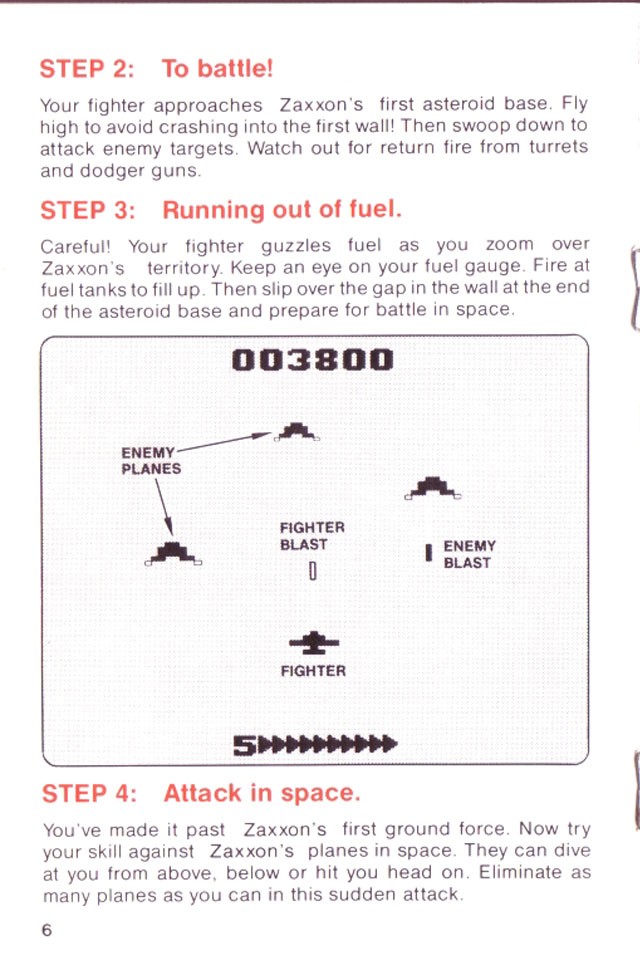 STEP 2: To battle!
Your fighter approaches Zaxxon's first asteroid base. Fly
high to avoid crashing into the first wall! Then swoop down to
attack enemy targets. Watch out for return fire from turrets
and dodger guns.
STEP 3: Running out of fuel.
Careful! Your fighter guzzles fuel as you zoom over
Zaxxon's territory. Keep an eye on your fuel gauge. Fire at
fuel tanks to fill up. Then slip over the gap in the wall at the end
of the asteroid base and prepare for battle in space.
003800
ENEMY
PLANES
FIGHTER
BLAST
ENEMY
BLAST
FIGHTER
5
STEP 4: Attack in space.
You've made it past Zaxxon's first ground force. Now try
your skill against Zaxxon's planes in space. They can dive
at you from above, below or hit you head on. Eliminate as
many planes as you can in this sudden attack.
6